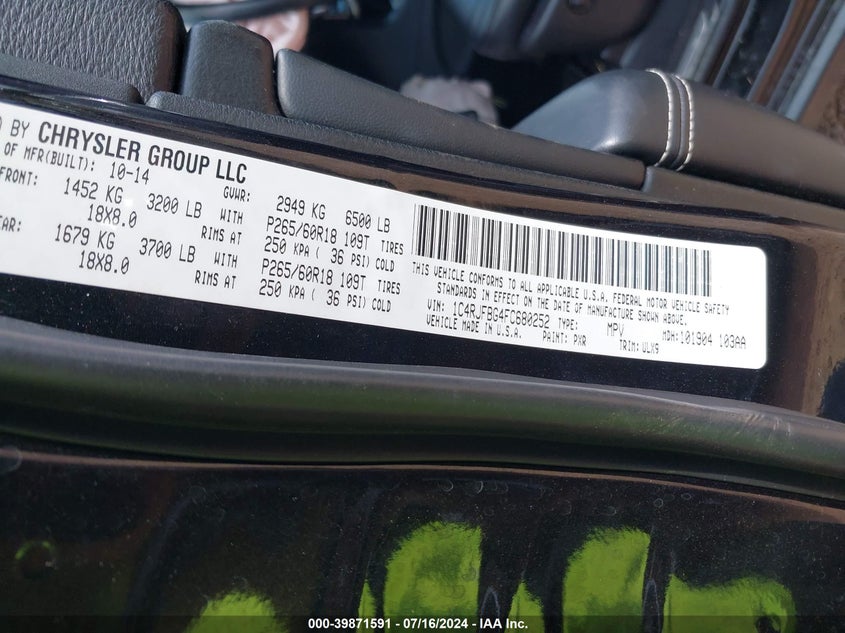 D BY CHRYSLER GROUP LLC
OF MFR(BUILT): 10-14 GVWR: 2949 KG 6500 LB
FRONT: 1452 KG 3200 LB WITH P265/60R18 109T TIRES
18X8.0 RIMS AT 250 KPA ( 36 PSI) COLD
EAR: 1679 KG 3700 LB WITH P265/60R18 109T TIRES
18X8.0 RIMS AT 250 KPA ( 36 PSI) COLD
THIS VEHICLE CONFORMS TO ALL APPLICABLE U.S.A. FEDERAL MOTOR VEHICLE SAFETY
STANDARDS IN EFFECT ON THE DATE OF MANUFACTURE SHOWN ABOVE.
VIN: 1C4RJFBG4FC680252 TYPE: MPV MDH:101904 103AA
VEHICLE MADE IN U.S.A. PAINT: PXR TRIM: ULX9
000-39871591 - 07/16/2024 - IAA Inc.